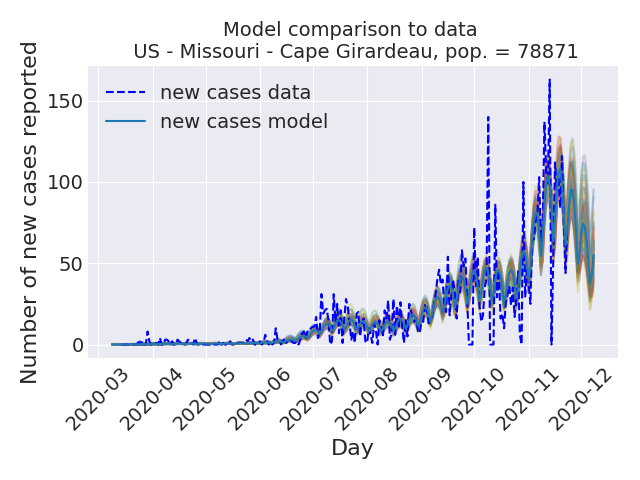 Model comparison to data
US - Missouri - Cape Girardeau, pop. = 78871
Number of new cases reported
150
100
50
0
new cases data
new cases model
2020-03
2020-04
2020-05
2020-06
2020-07
2020-08
2020-09
2020-10
2020-11
2020-12
Day